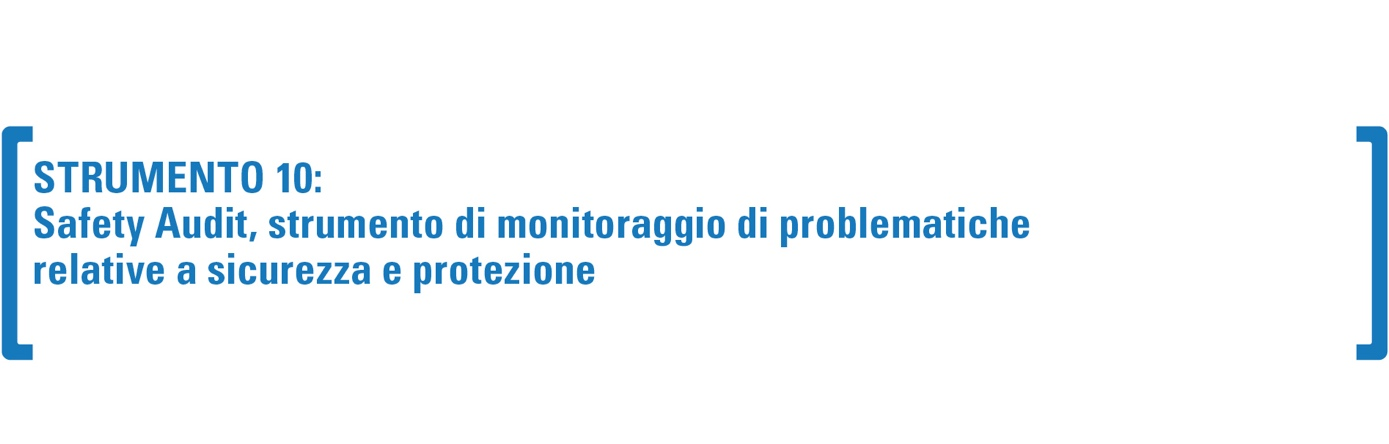 STRUMENTO 10:
Safety Audit, strumento di monitoraggio di problematiche
relative a sicurezza e protezione